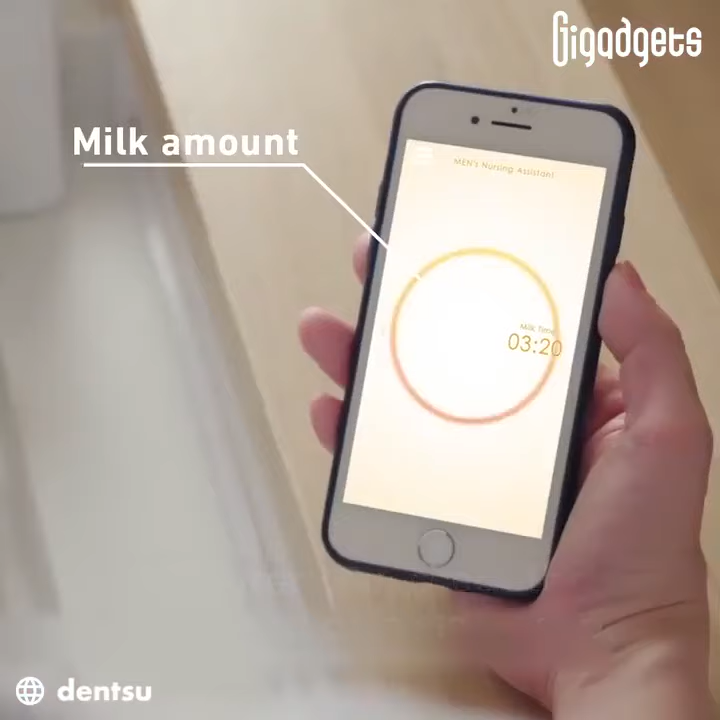 Gigadgets
Milk amount
MEN's Nursing Assistant
Milk Time
03:20
dentsu